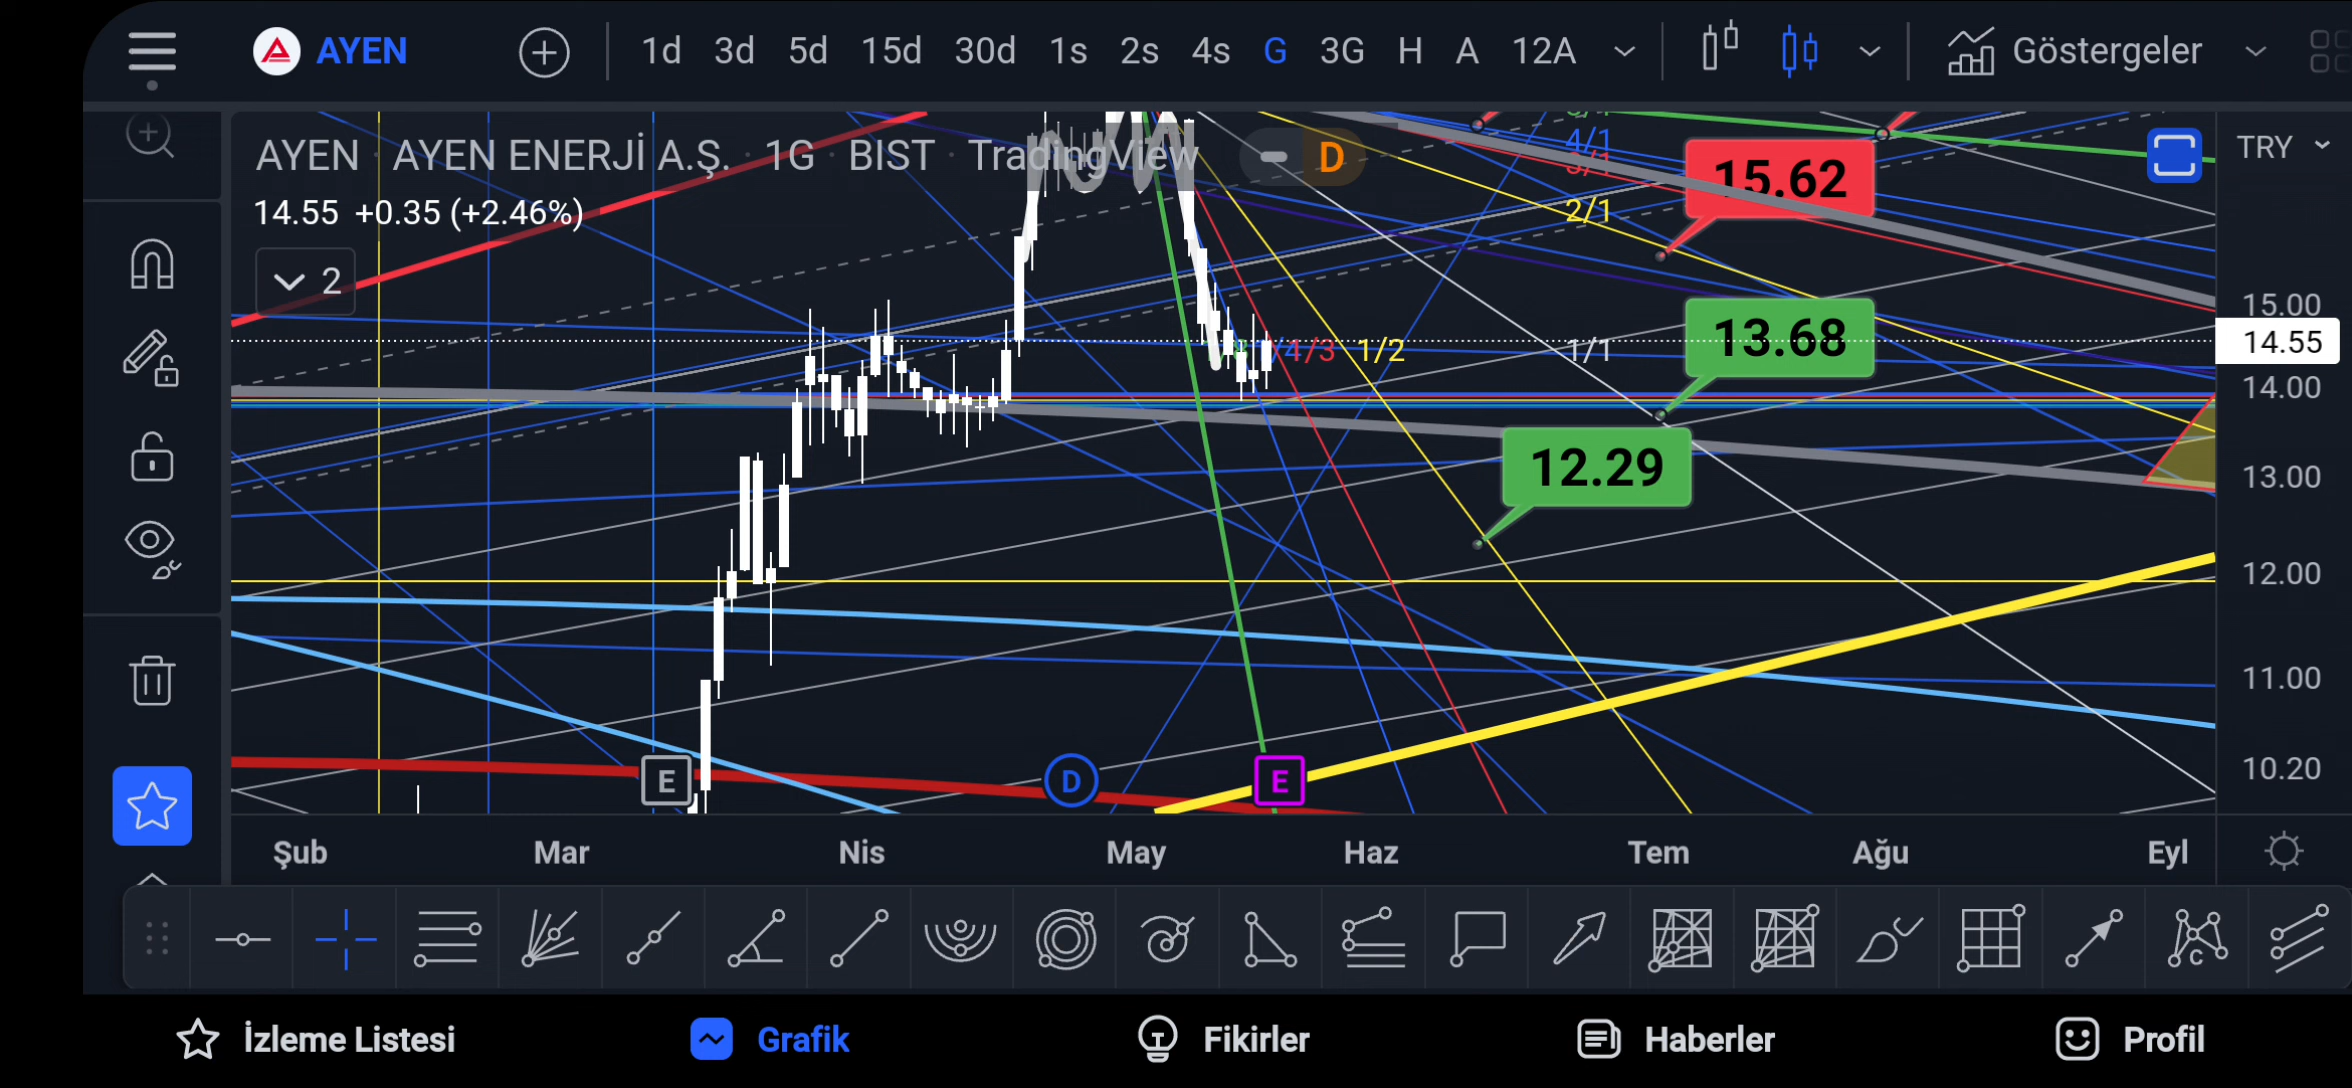 AYEN 1d 3d 5d 15d 30d 1s 2s 4s G 3G H A 12A Göstergeler
AYEN · AYEN ENERJİ A.Ş. · 1G · BIST · TradingView D
14.55 +0.35 (+2.46%)
2
4/1
3/1
2/1
4/3 1/2 1/1
15.62
13.68
12.29
TRY
15.00
14.55
14.00
13.00
12.00
11.00
10.20
E D E
Şub Mar Nis May Haz Tem Ağu Eyl
C
İzleme Listesi Grafik Fikirler Haberler Profil